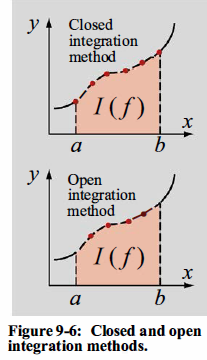 y
Closed
integration
method
I(f)
x
a
b
y
Open
integration
method
I(f)
x
a
b
Figure 9-6: Closed and open
integration methods.